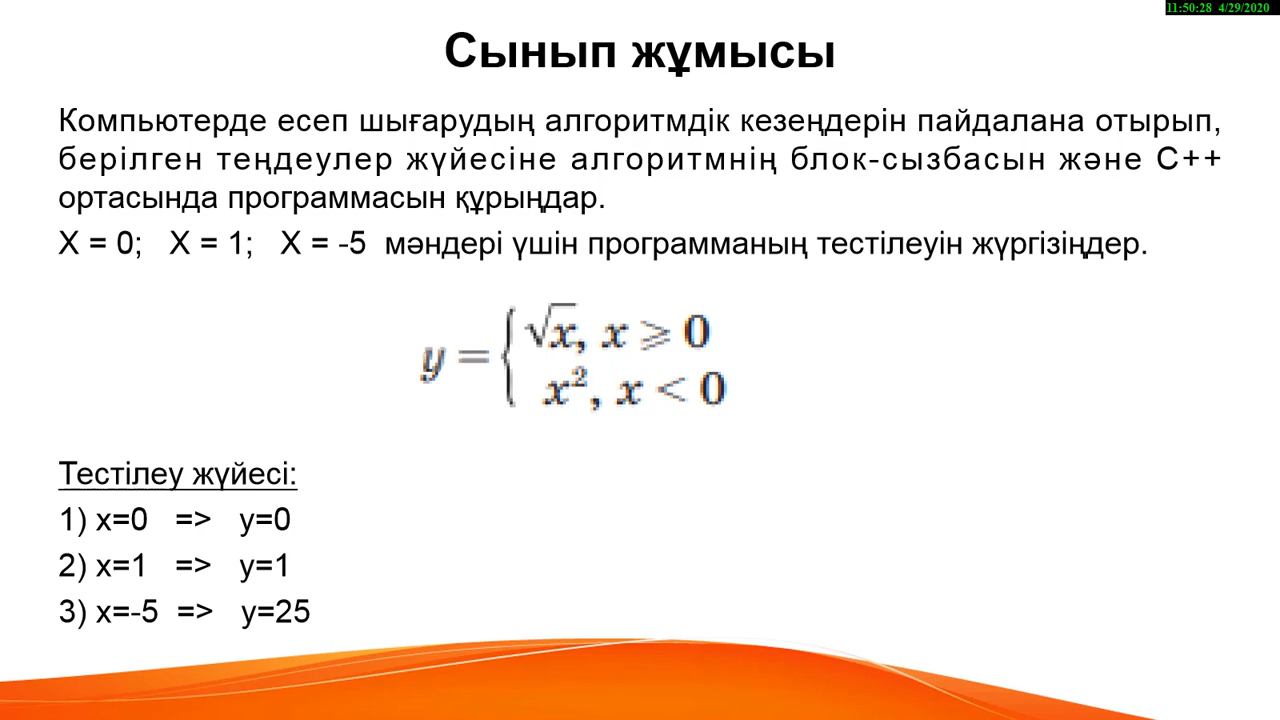 11:50:28 4/29/2020
Сынып жұмысы
Компьютерде есеп шығарудың алгоритмдік кезеңдерін пайдалана отырып,
берілген теңдеулер жүйесіне алгоритмнің блок-сызбасын және С++
ортасында программасын құрыңдар.
X = 0; X = 1; X = -5 мәндері үшін программаның тестілеуін жүргізіңдер.
y = { √x, x ⩾ 0
x², x < 0
Тестілеу жүйесі:
1) x=0 => y=0
2) x=1 => y=1
3) x=-5 => y=25